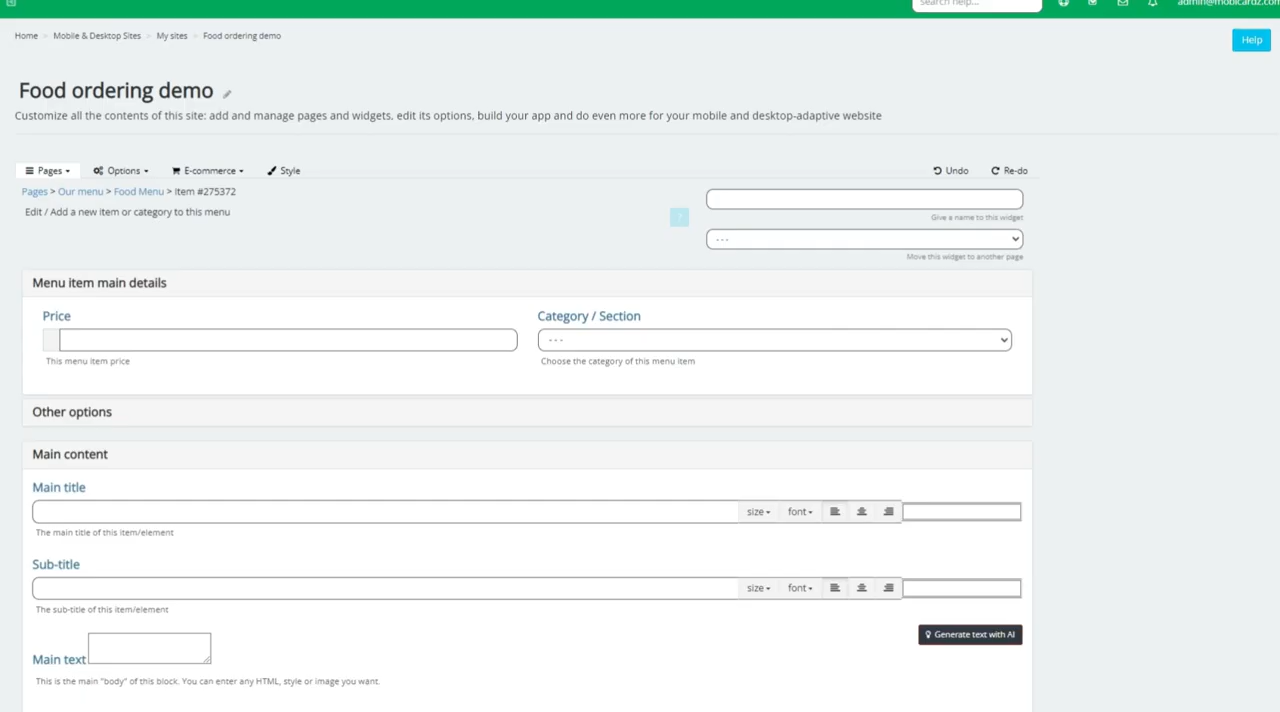 search help...
admin@mobicardz.com
Home > Mobile & Desktop Sites > My sites > Food ordering demo
Help
Food ordering demo
Customize all the contents of this site: add and manage pages and widgets, edit its options, build your app and do even more for your mobile and desktop-adaptive website
Pages Options E-commerce Style Undo Re-do
Pages > Our menu > Food Menu > Item #275372
Edit / Add a new item or category to this menu
Give a name to this widget
---
Move this widget to another page
Menu item main details
Price Category / Section
---
This menu item price Choose the category of this menu item
Other options
Main content
Main title
size font
The main title of this item/element
Sub-title
size font
The sub-title of this item/element
Generate text with AI
Main text
This is the main "body" of this block. You can enter any HTML, style or image you want.